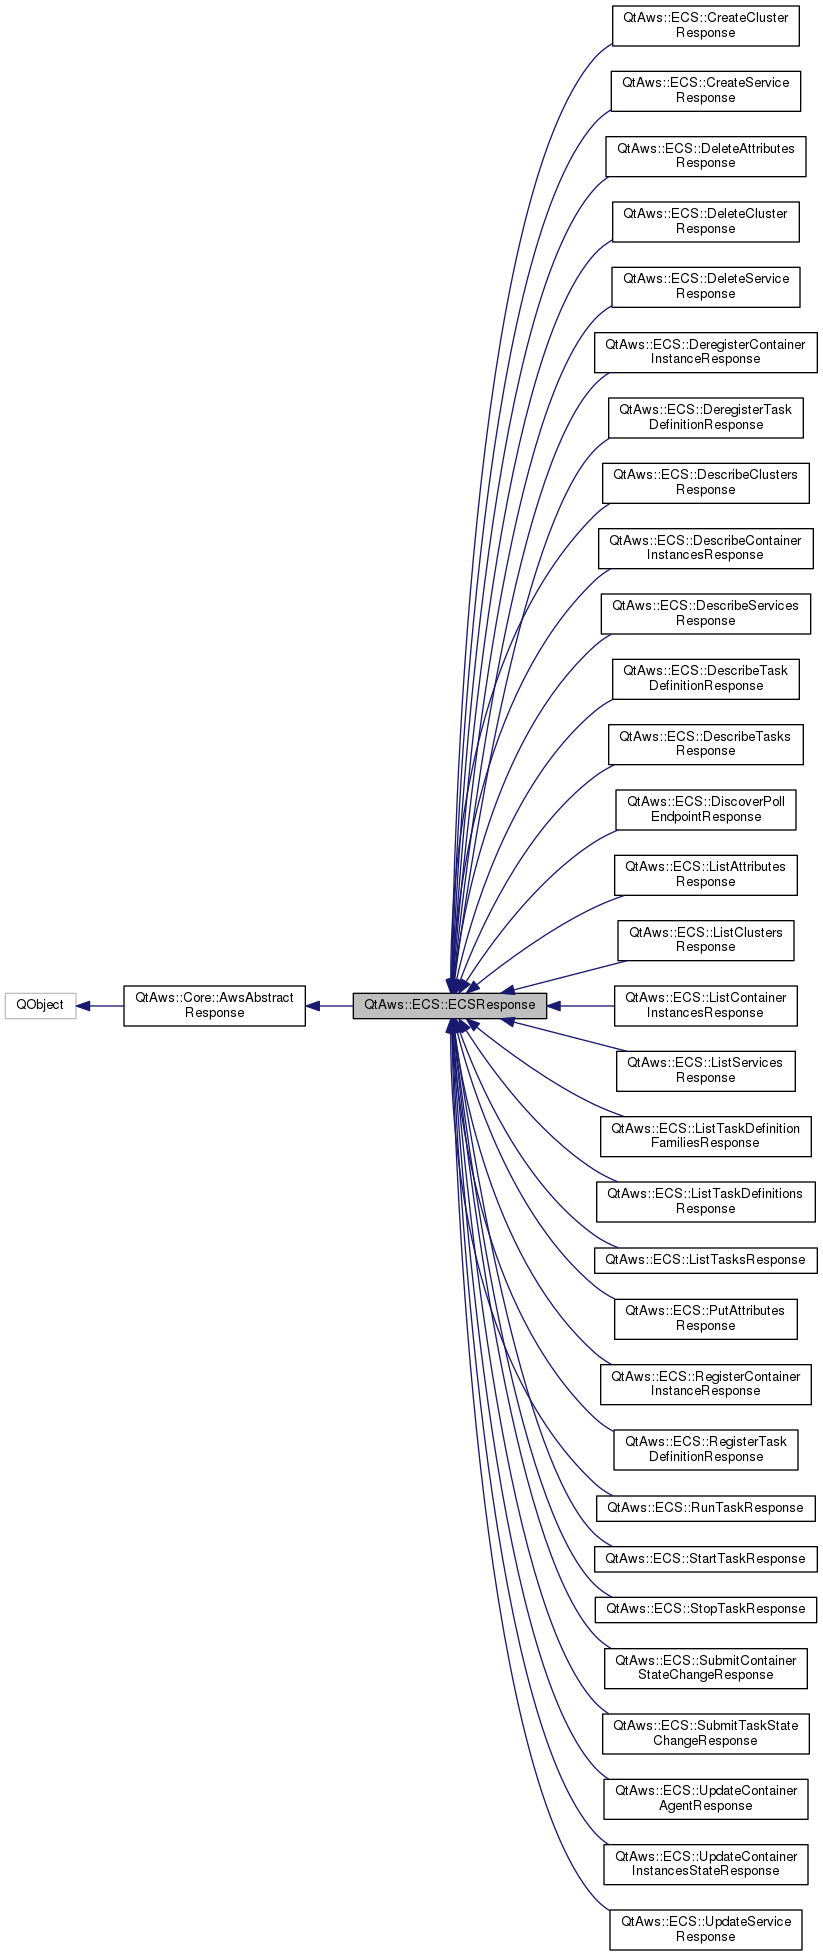 QtAws::ECS::CreateCluster
Response
QtAws::ECS::CreateService
Response
QtAws::ECS::DeleteAttributes
Response
QtAws::ECS::DeleteCluster
Response
QtAws::ECS::DeleteService
Response
QtAws::ECS::DeregisterContainer
InstanceResponse
QtAws::ECS::DeregisterTask
DefinitionResponse
QtAws::ECS::DescribeClusters
Response
QtAws::ECS::DescribeContainer
InstancesResponse
QtAws::ECS::DescribeServices
Response
QtAws::ECS::DescribeTask
DefinitionResponse
QtAws::ECS::DescribeTasks
Response
QtAws::ECS::DiscoverPoll
EndpointResponse
QtAws::ECS::ListAttributes
Response
QtAws::ECS::ListClusters
Response
QObject
QtAws::Core::AwsAbstract
Response
QtAws::ECS::ECSResponse
QtAws::ECS::ListContainer
InstancesResponse
QtAws::ECS::ListServices
Response
QtAws::ECS::ListTaskDefinition
FamiliesResponse
QtAws::ECS::ListTaskDefinitions
Response
QtAws::ECS::ListTasksResponse
QtAws::ECS::PutAttributes
Response
QtAws::ECS::RegisterContainer
InstanceResponse
QtAws::ECS::RegisterTask
DefinitionResponse
QtAws::ECS::RunTaskResponse
QtAws::ECS::StartTaskResponse
QtAws::ECS::StopTaskResponse
QtAws::ECS::SubmitContainer
StateChangeResponse
QtAws::ECS::SubmitTaskState
ChangeResponse
QtAws::ECS::UpdateContainer
AgentResponse
QtAws::ECS::UpdateContainer
InstancesStateResponse
QtAws::ECS::UpdateService
Response